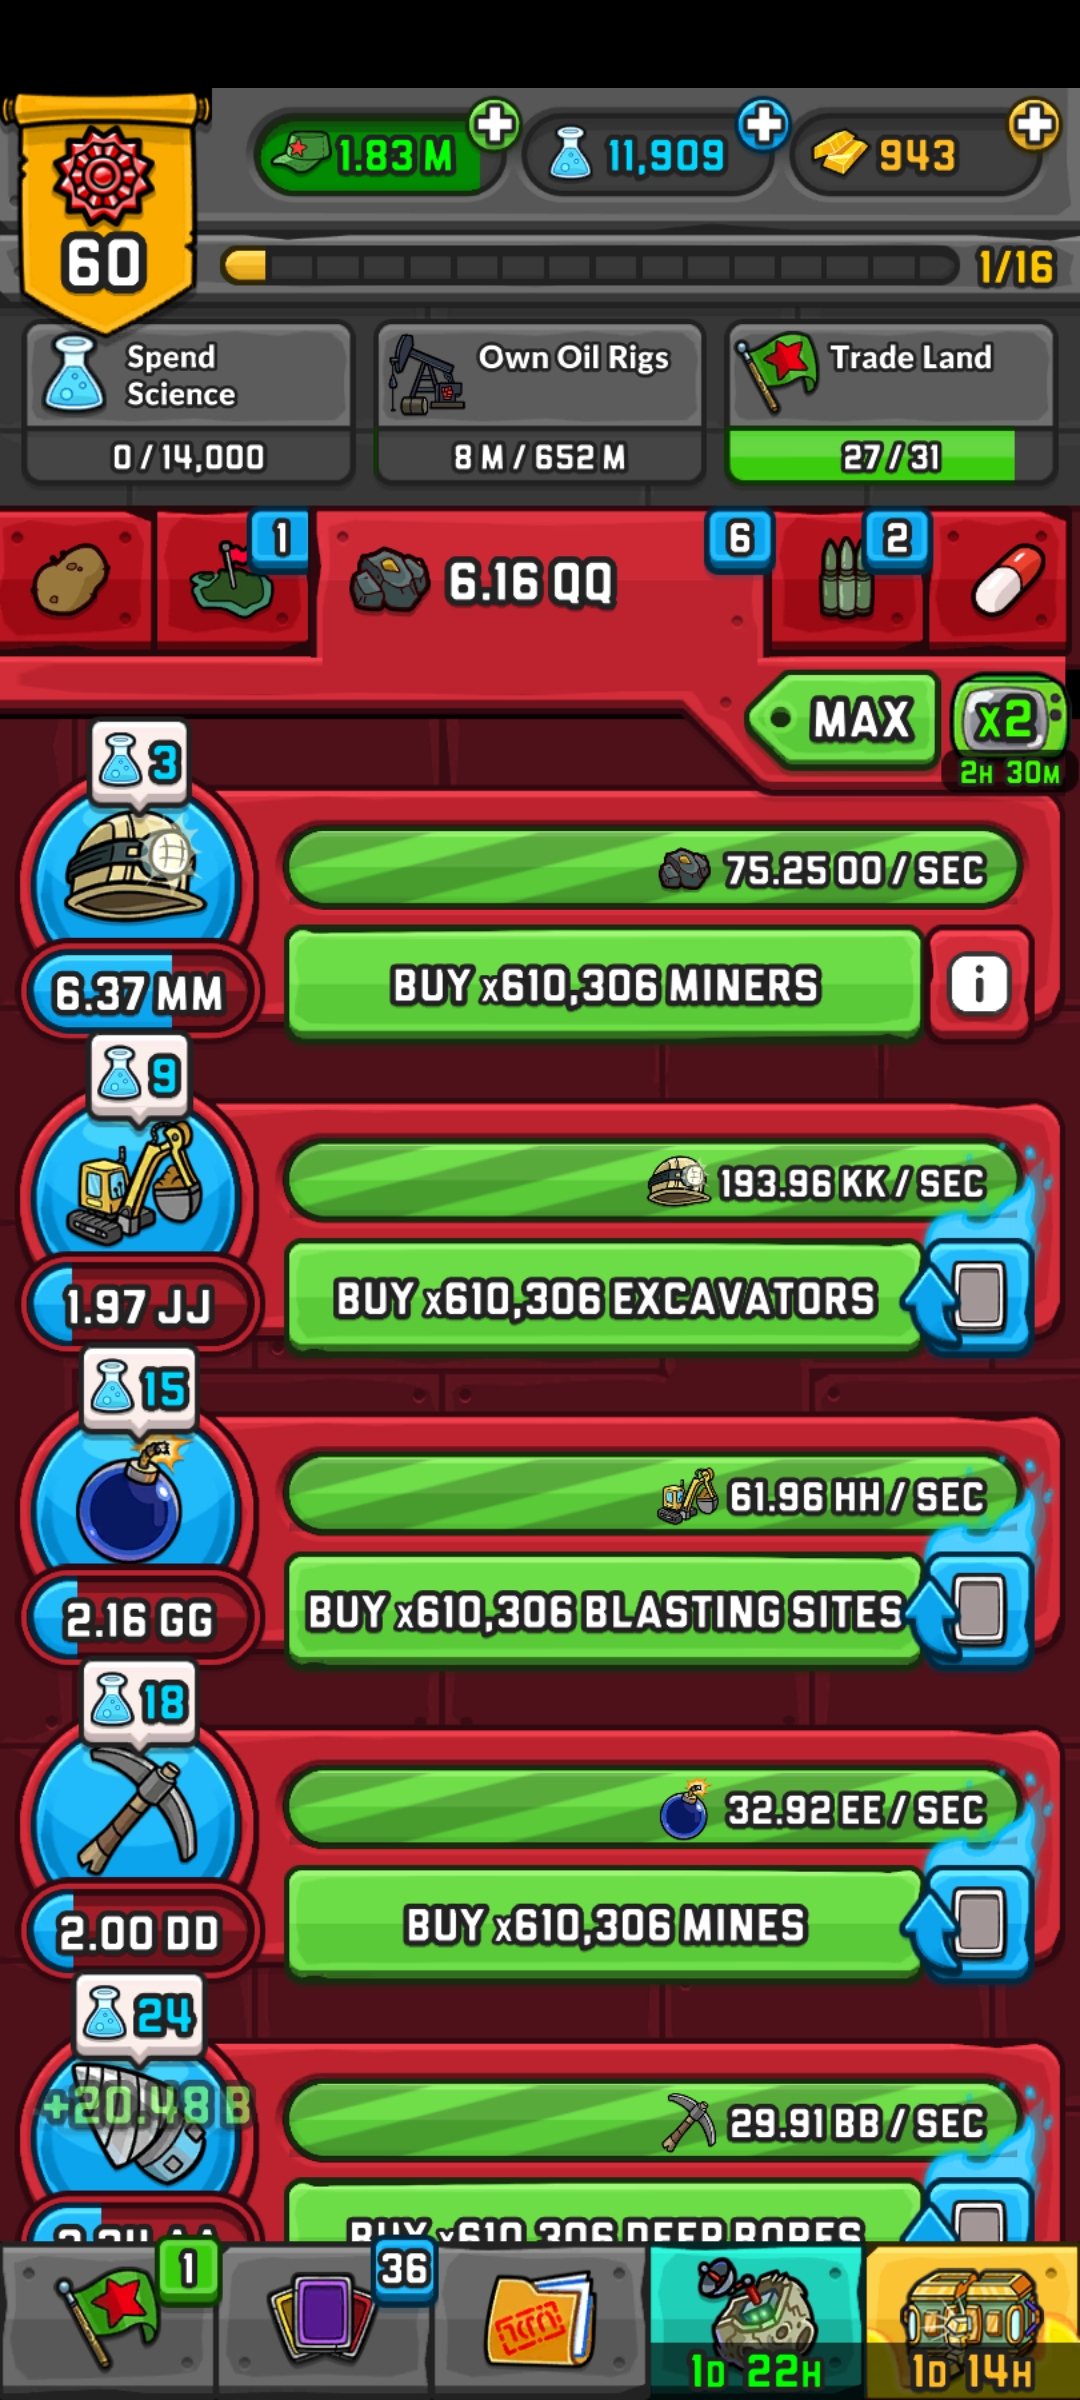 60
1.83 M
11,909
943
1/16
Spend
Science
0 / 14,000
Own Oil Rigs
8 M / 652 M
Trade Land
27 / 31
1
6.16 QQ
6
2
MAX
x2
2H 30M
3
75.25 OO / SEC
6.37 MM
BUY x610,306 MINERS
i
9
193.96 KK / SEC
1.97 JJ
BUY x610,306 EXCAVATORS
15
61.96 HH / SEC
2.16 GG
BUY x610,306 BLASTING SITES
18
32.92 EE / SEC
2.00 DD
BUY x610,306 MINES
24
+20.48 B
29.91 BB / SEC
BUY x610,306 DEEP BORES
1
36
1D 22H
1D 14H